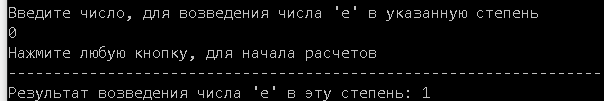 Введите число, для возведения числа 'e' в указанную степень
0
Нажмите любую кнопку, для начала расчетов
--------------------------------------------------------------------------
Результат возведения числа 'e' в эту степень: 1